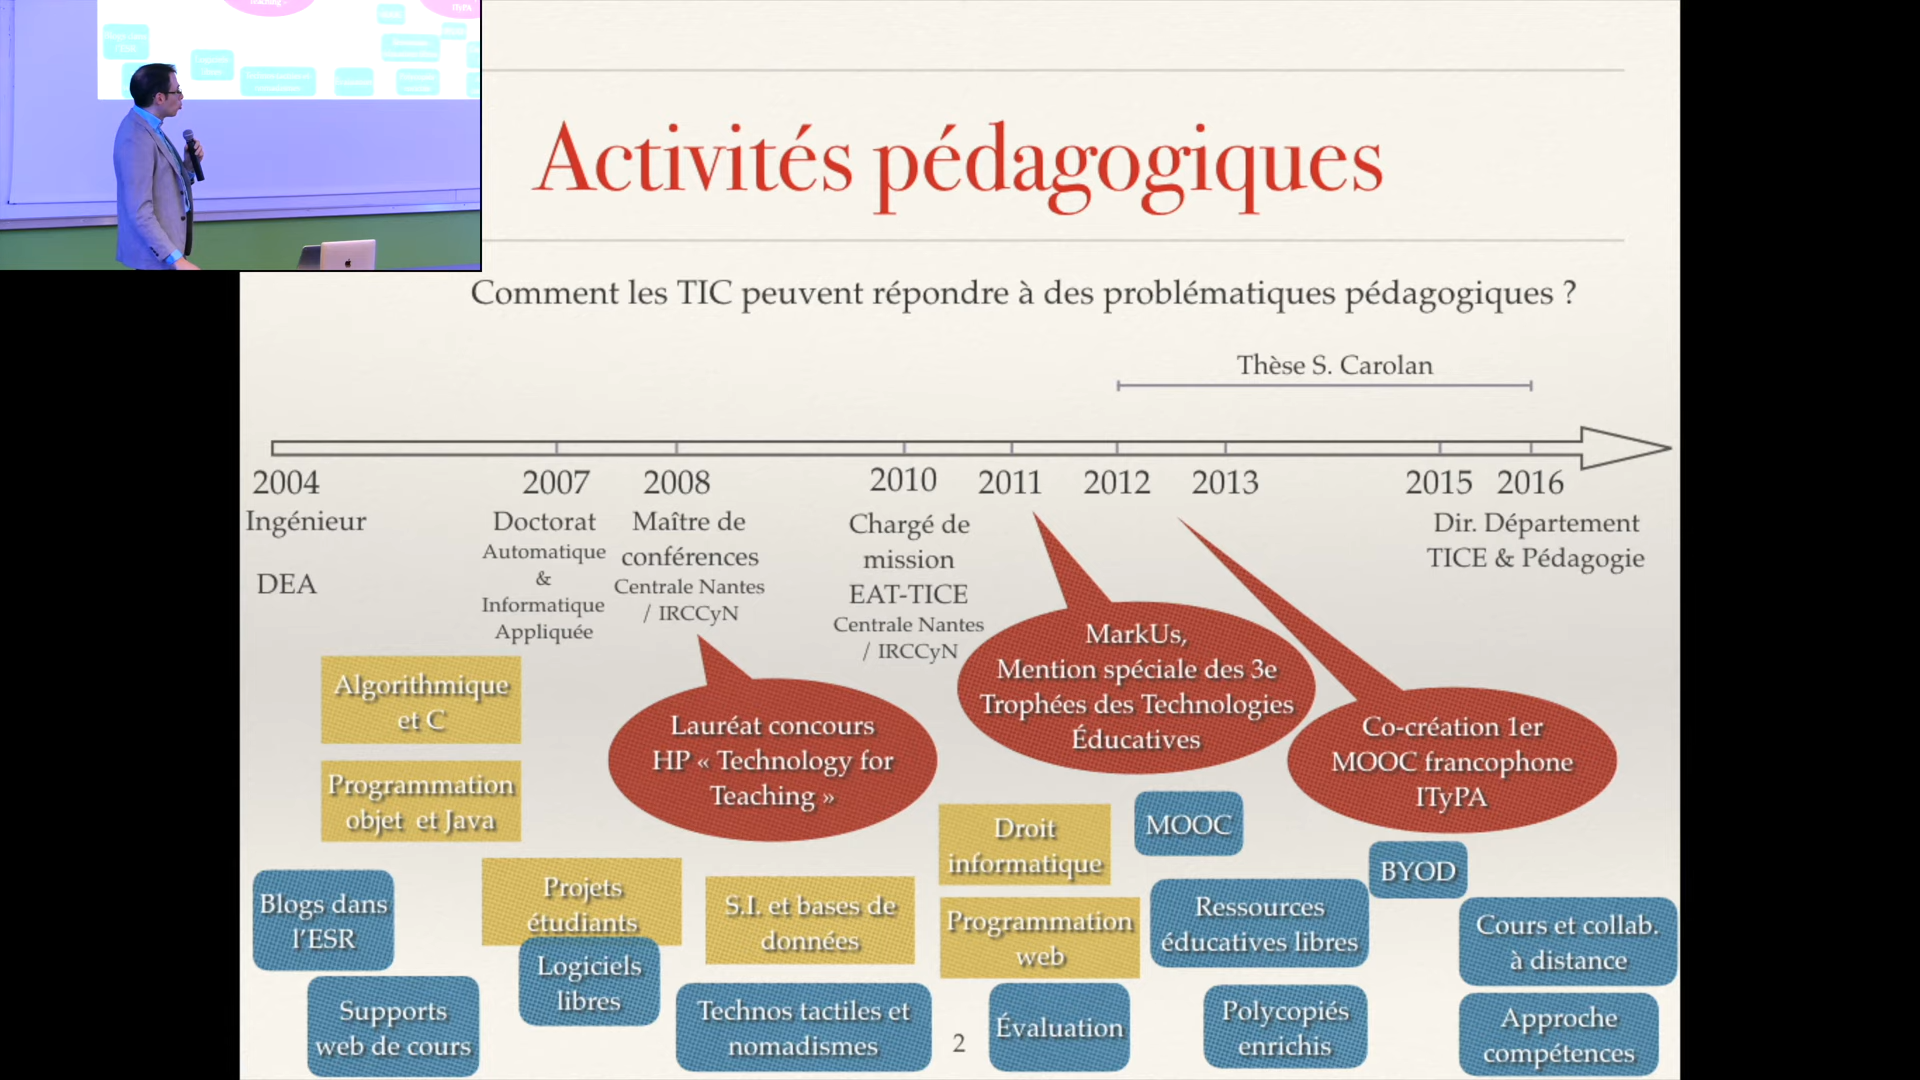 Activités pédagogiques
Comment les TIC peuvent répondre à des problématiques pédagogiques ?
Thèse S. Carolan
2004
2007
2008
2010
2011
2012
2013
2015
2016
Ingénieur
DEA
Doctorat
Automatique
&
Informatique
Appliquée
Maître de
conférences
Centrale Nantes
/ IRCCyN
Chargé de
mission
EAT-TICE
Centrale Nantes
/ IRCCyN
Dir. Département
TICE & Pédagogie
MarkUs,
Mention spéciale des 3e
Trophées des Technologies
Éducatives
Lauréat concours
HP « Technology for
Teaching »
Co-création 1er
MOOC francophone
ITyPA
Algorithmique
et C
Programmation
objet et Java
Projets
étudiants
S.I. et bases de
données
Droit
informatique
Programmation
web
MOOC
BYOD
Blogs dans
l'ESR
Supports
web de cours
Logiciels
libres
Technos tactiles et
nomadismes
Évaluation
Ressources
éducatives libres
Polycopiés
enrichis
Cours et collab.
à distance
Approche
compétences
2